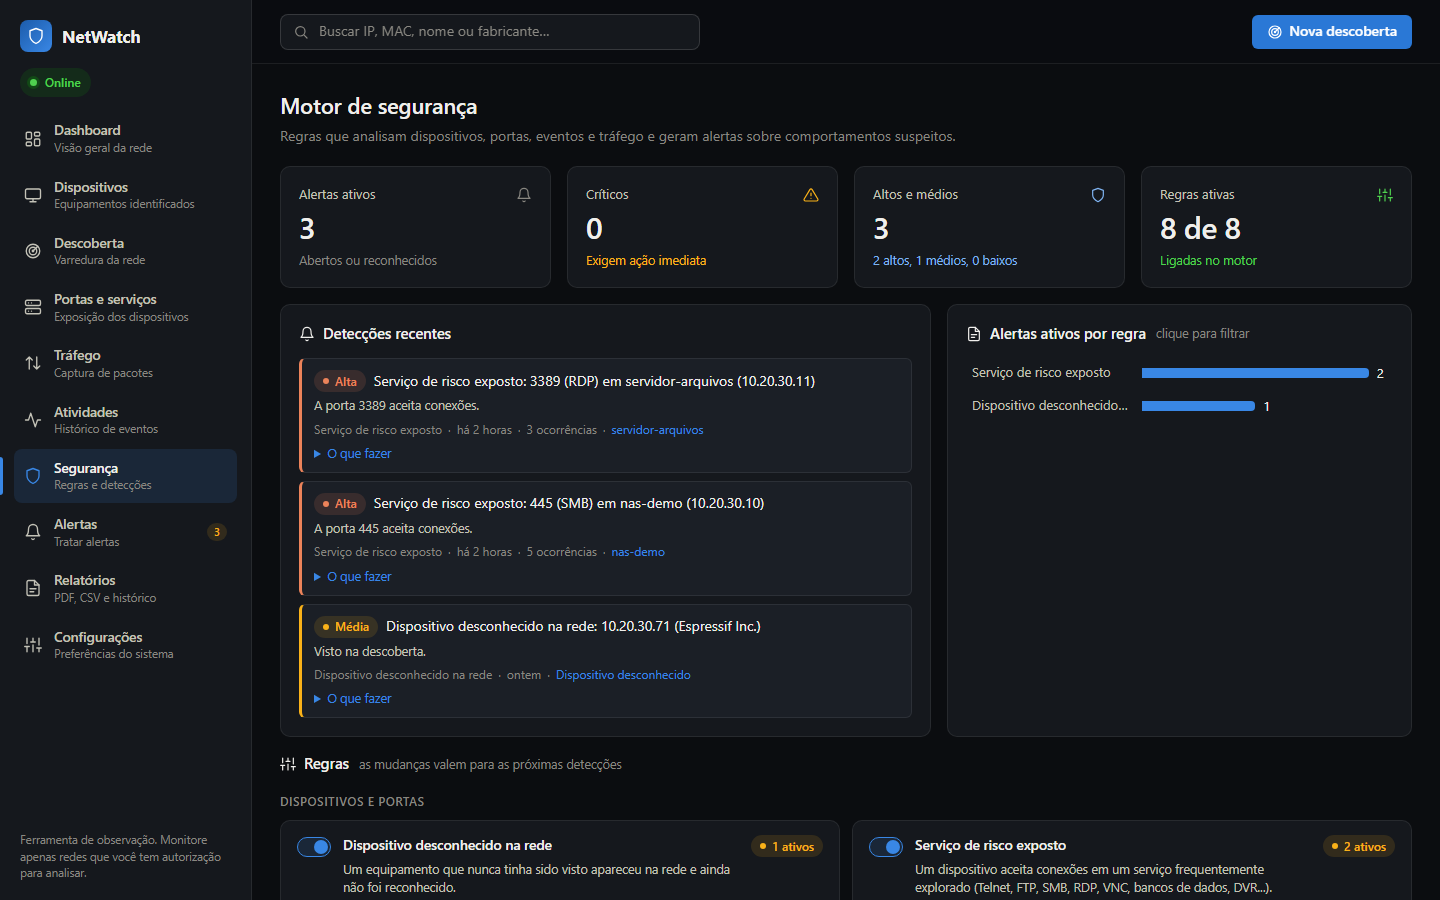 NetWatch
Online
Dashboard
Visão geral da rede
Dispositivos
Equipamentos identificados
Descoberta
Varredura da rede
Portas e serviços
Exposição dos dispositivos
Tráfego
Captura de pacotes
Atividades
Histórico de eventos
Segurança
Regras e detecções
Alertas
Tratar alertas
3
Relatórios
PDF, CSV e histórico
Configurações
Preferências do sistema
Ferramenta de observação. Monitore
apenas redes que você tem autorização
para analisar.
Buscar IP, MAC, nome ou fabricante...
Nova descoberta
Motor de segurança
Regras que analisam dispositivos, portas, eventos e tráfego e geram alertas sobre comportamentos suspeitos.
Alertas ativos
3
Abertos ou reconhecidos
Críticos
0
Exigem ação imediata
Altos e médios
3
2 altos, 1 médios, 0 baixos
Regras ativas
8 de 8
Ligadas no motor
Detecções recentes
Alta Serviço de risco exposto: 3389 (RDP) em servidor-arquivos (10.20.30.11)
A porta 3389 aceita conexões.
Serviço de risco exposto · há 2 horas · 3 ocorrências · servidor-arquivos
O que fazer
Alta Serviço de risco exposto: 445 (SMB) em nas-demo (10.20.30.10)
A porta 445 aceita conexões.
Serviço de risco exposto · há 2 horas · 5 ocorrências · nas-demo
O que fazer
Média Dispositivo desconhecido na rede: 10.20.30.71 (Espressif Inc.)
Visto na descoberta.
Dispositivo desconhecido na rede · ontem · Dispositivo desconhecido
O que fazer
Alertas ativos por regra clique para filtrar
Serviço de risco exposto 2
Dispositivo desconhecido... 1
Regras as mudanças valem para as próximas detecções
DISPOSITIVOS E PORTAS
Dispositivo desconhecido na rede
1 ativos
Um equipamento que nunca tinha sido visto apareceu na rede e ainda
não foi reconhecido.
Serviço de risco exposto
2 ativos
Um dispositivo aceita conexões em um serviço frequentemente
explorado (Telnet, FTP, SMB, RDP, VNC, bancos de dados, DVR...).